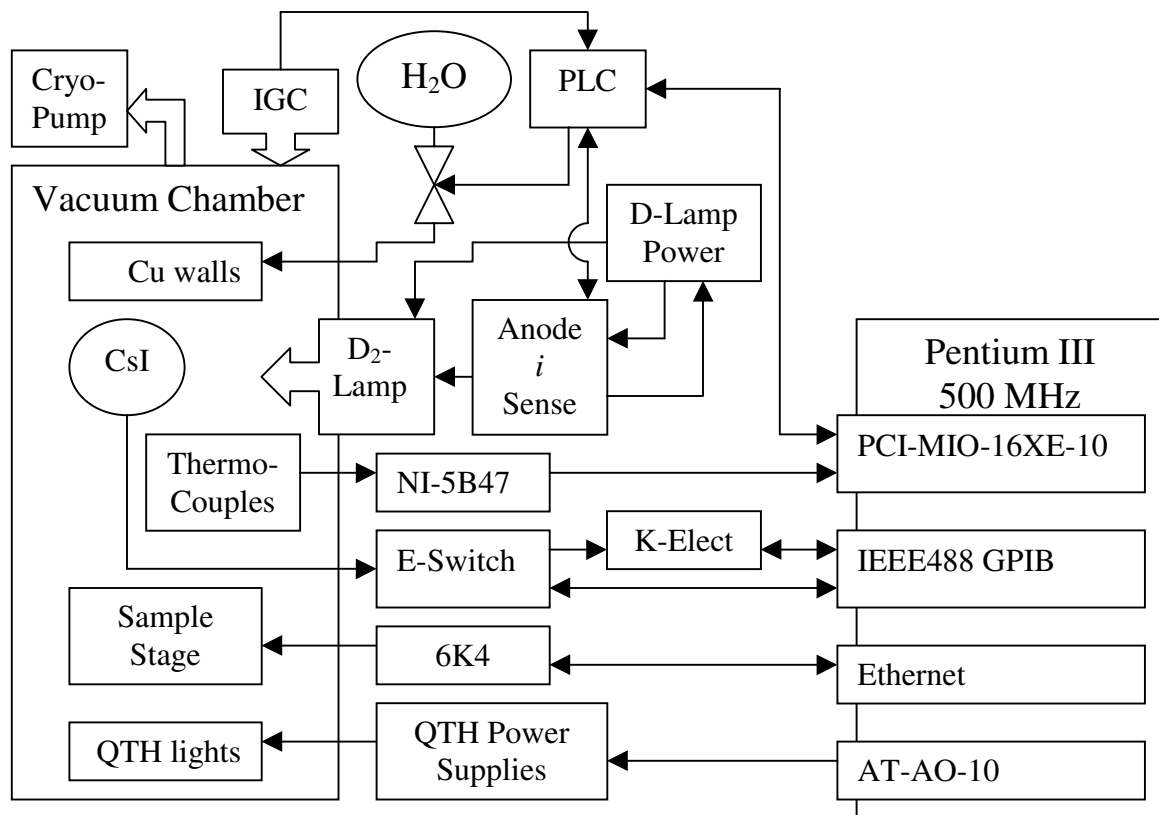 Cryo-
Pump
IGC
H₂O
PLC
Vacuum Chamber
D-Lamp
Power
Cu walls
CsI
D₂-
Lamp
Anode
i
Sense
Pentium III
500 MHz
Thermo-
Couples
NI-5B47
PCI-MIO-16XE-10
E-Switch
K-Elect
IEEE488 GPIB
Sample
Stage
6K4
Ethernet
QTH lights
QTH Power
Supplies
AT-AO-10